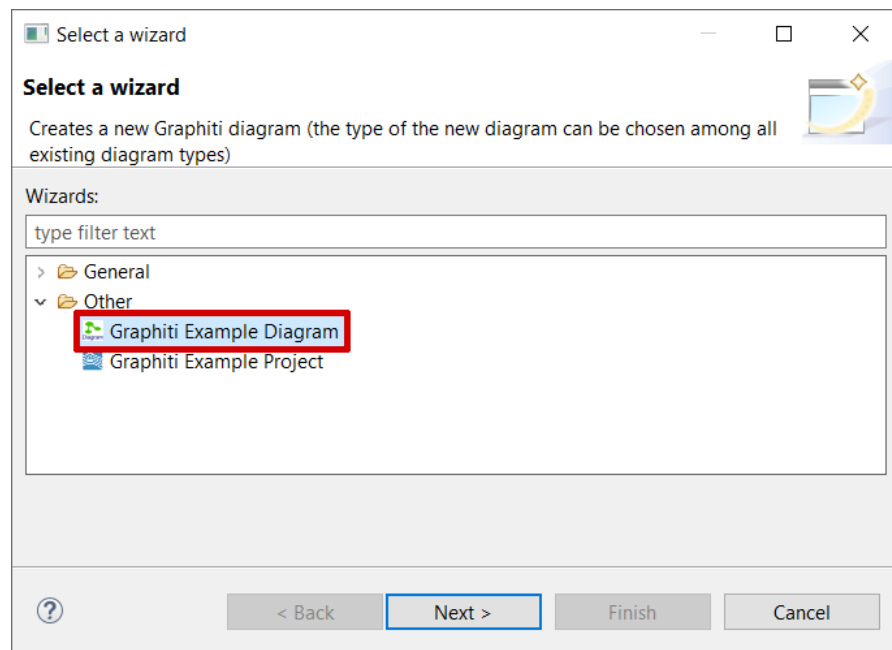 Select a wizard
Select a wizard
Creates a new Graphiti diagram (the type of the new diagram can be chosen among all
existing diagram types)
Wizards:
type filter text
General
Other
Graphiti Example Diagram
Graphiti Example Project
? < Back Next > Finish Cancel